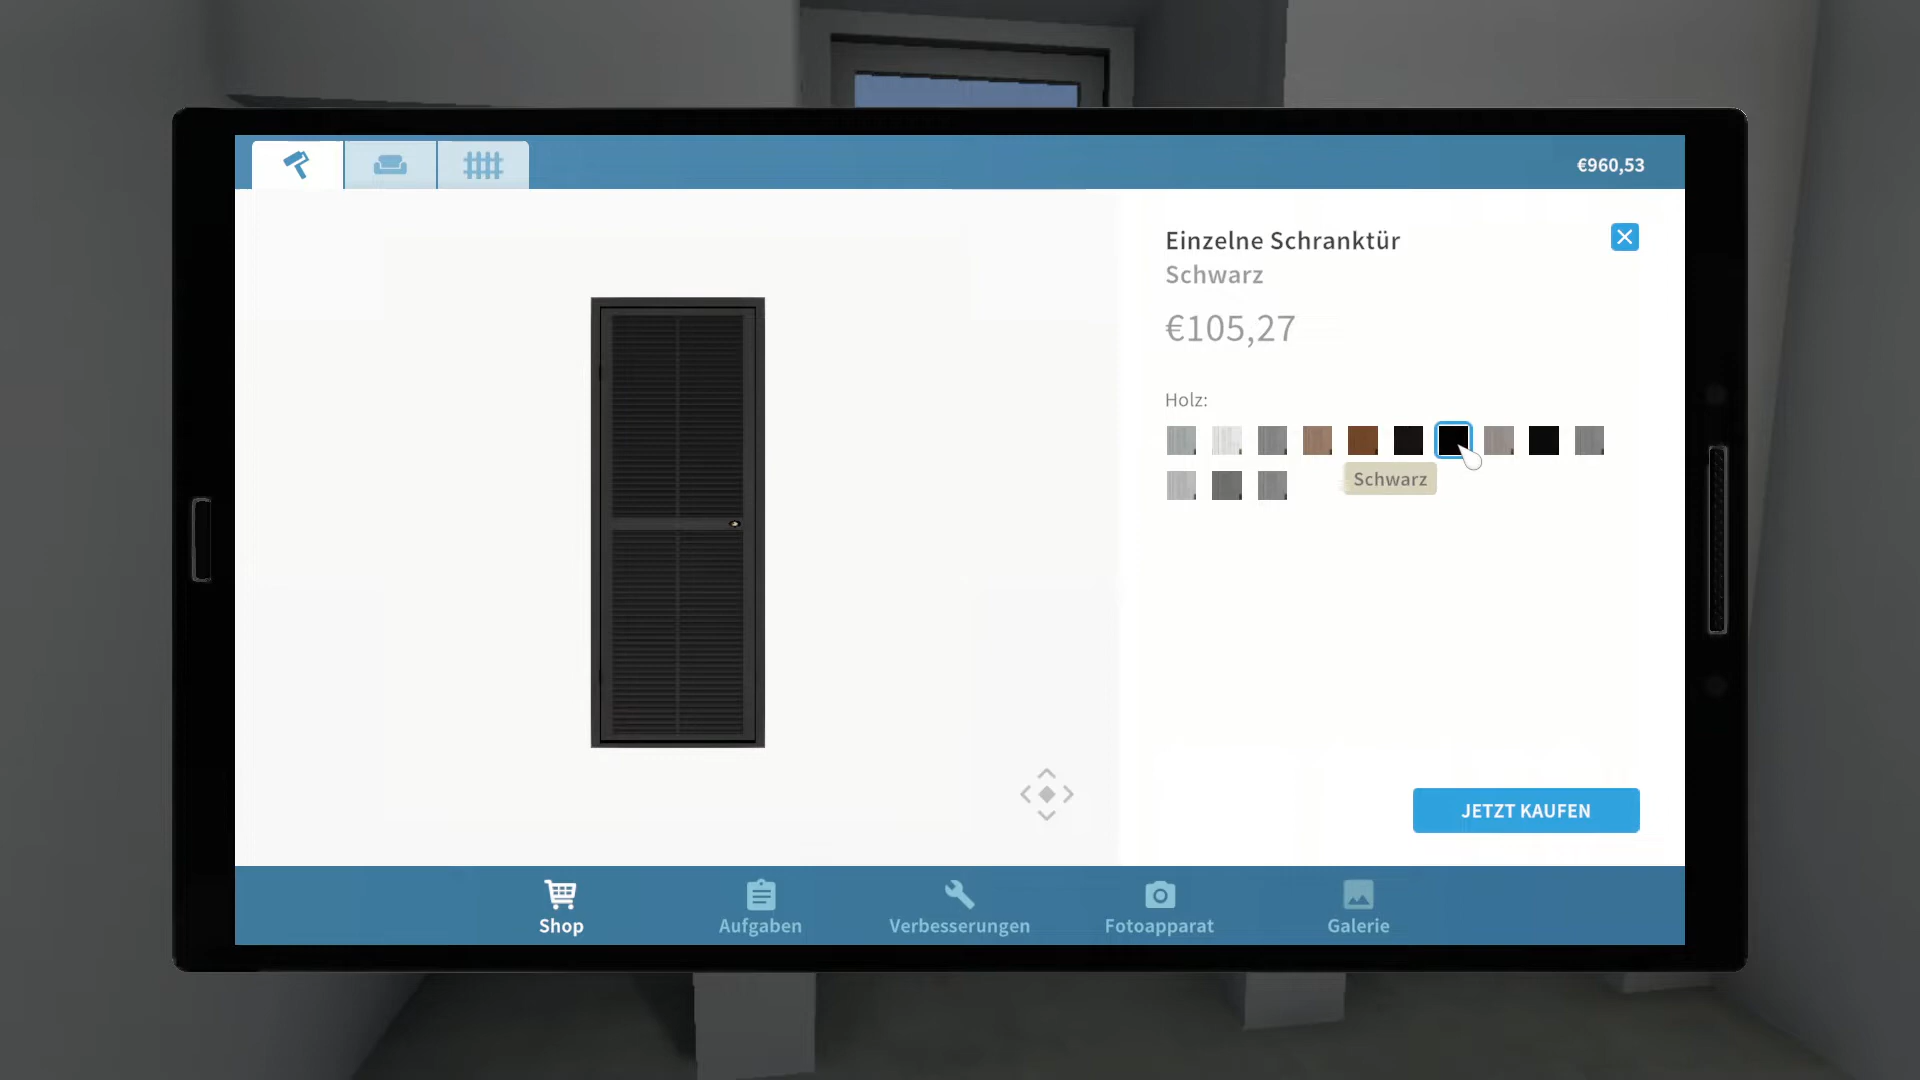 €960,53
Einzelne Schranktür
Schwarz
€105,27
Holz:
Schwarz
JETZT KAUFEN
Shop
Aufgaben
Verbesserungen
Fotoapparat
Galerie